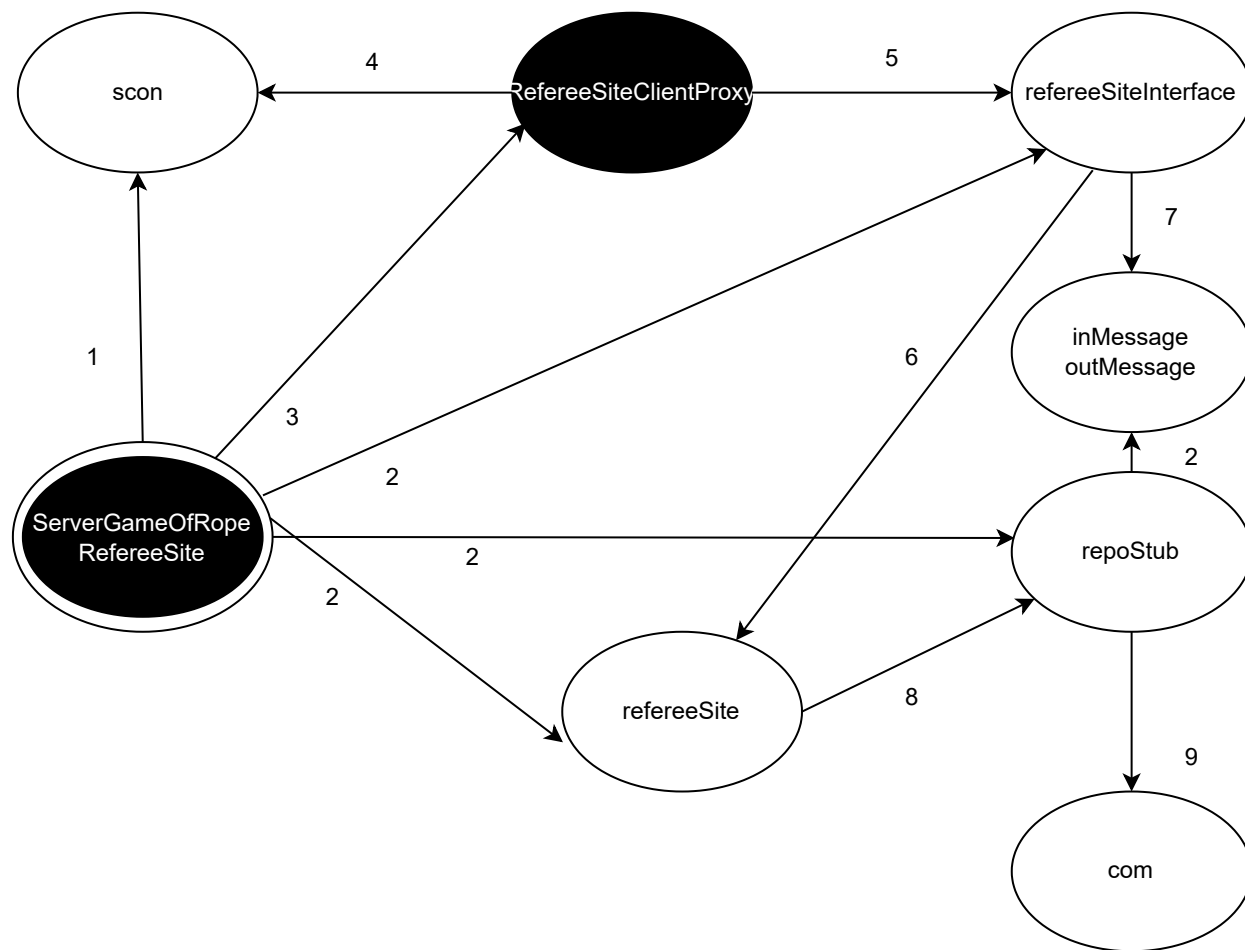 4
5
scon
RefereeSiteClientProxy
refereeSiteInterface
7
inMessage
outMessage
1
6
3
2
2
ServerGameOfRope
RefereeSite
2
repoStub
2
refereeSite
8
9
com